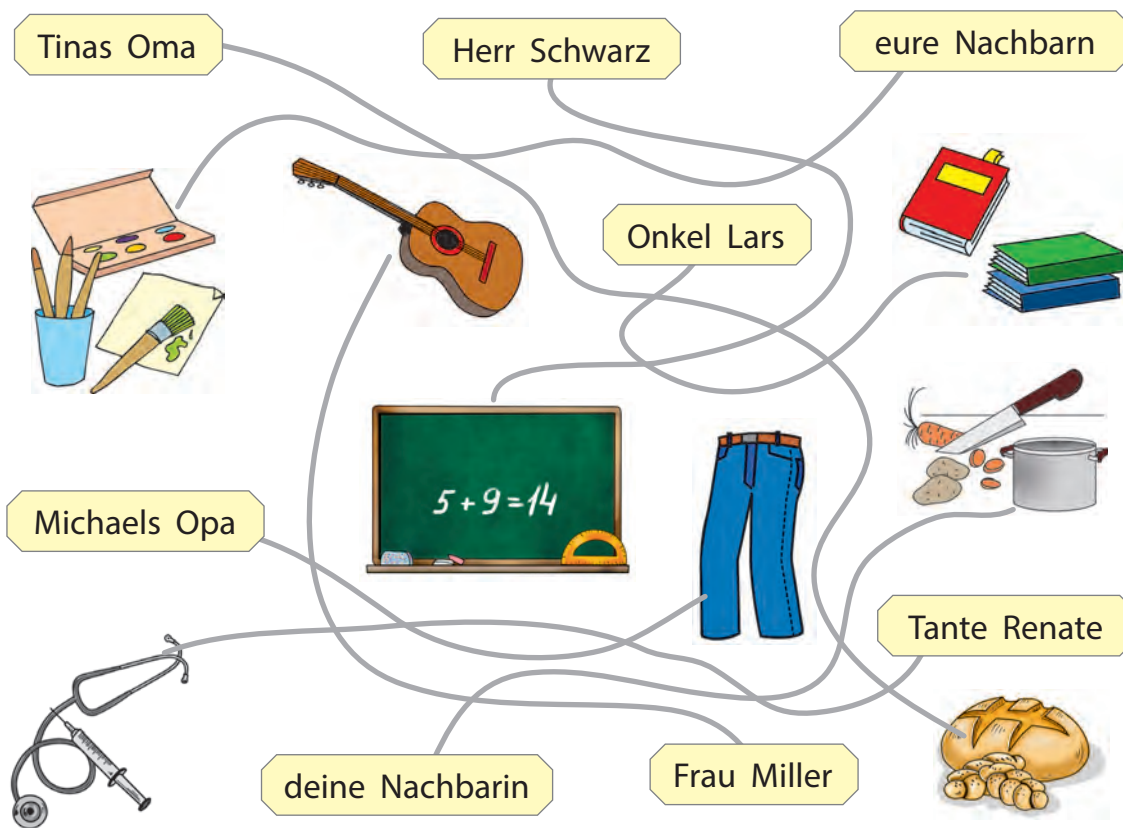 Tinas Oma
Herr Schwarz
eure Nachbarn
Onkel Lars
5+9=14
Michaels Opa
Tante Renate
deine Nachbarin
Frau Miller